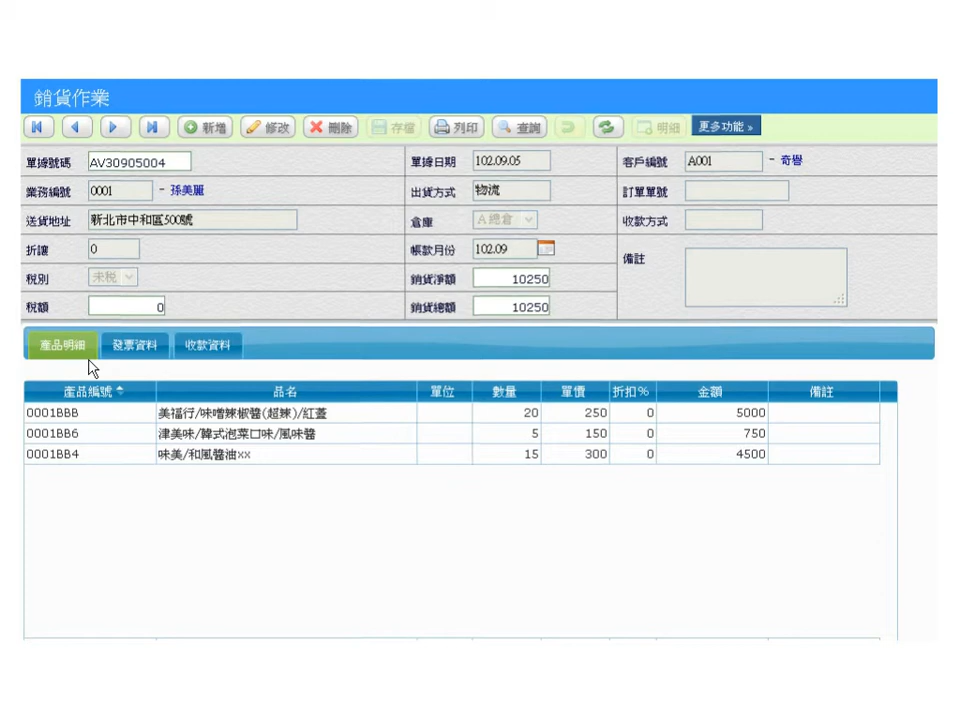 銷貨作業
新增 修改 刪除 存檔 列印 查詢 明細 更多功能 »
單據號碼 AV30905004 單據日期 102.09.05 客戶編號 A001 - 奇譽
業務編號 0001 - 孫美麗 出貨方式 物流 訂單單號
送貨地址 新北市中和區500號 倉庫 A總倉 收款方式
折讓 0 帳款月份 102.09 備註
稅別 未稅 銷貨淨額 10250
稅額 0 銷貨總額 10250
產品明細 發票資料 收款資料
產品編號 品名 單位 數量 單價 折扣% 金額 備註
0001BBB 美福行/味噌辣椒醬(超辣)/紅蓋 20 250 0 5000
0001BB6 津美味/韓式泡菜口味/風味醬 5 150 0 750
0001BB4 味美/和風醬油xx 15 300 0 4500